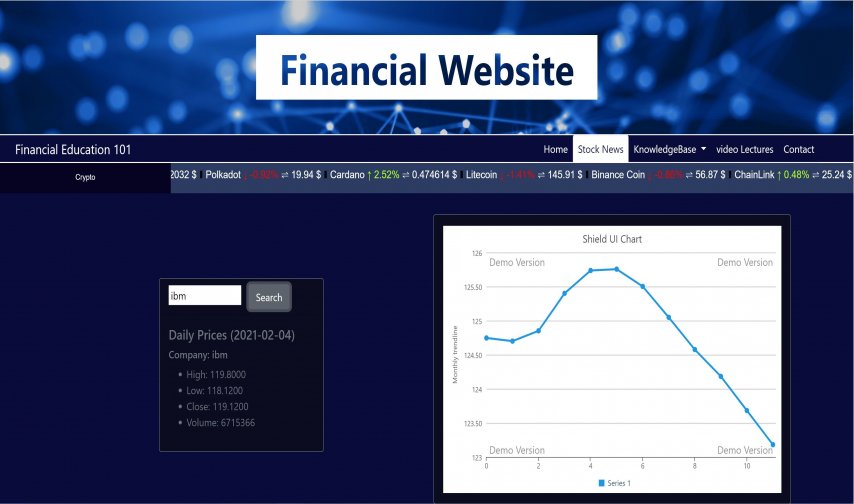 Financial Website
Financial Education 101
Home Stock News KnowledgeBase video Lectures Contact
Crypto
2032 $ Polkadot ↓ -0.92% ⇌ 19.94 $ Cardano ↑ 2.52% ⇌ 0.474614 $ Litecoin ↓ -1.41% ⇌ 145.91 $ Binance Coin ↓ -0.86% ⇌ 56.87 $ ChainLink ↑ 0.48% ⇌ 25.24 $
ibm Search
Daily Prices (2021-02-04)
Company: ibm
High: 119.8000
Low: 118.1200
Close: 119.1200
Volume: 6715366
Shield UI Chart
Demo Version Demo Version
126
125.50
125
124.50
124
123.50
123
Monthly trendline
Demo Version Demo Version
0 2 4 6 8 10
Series 1